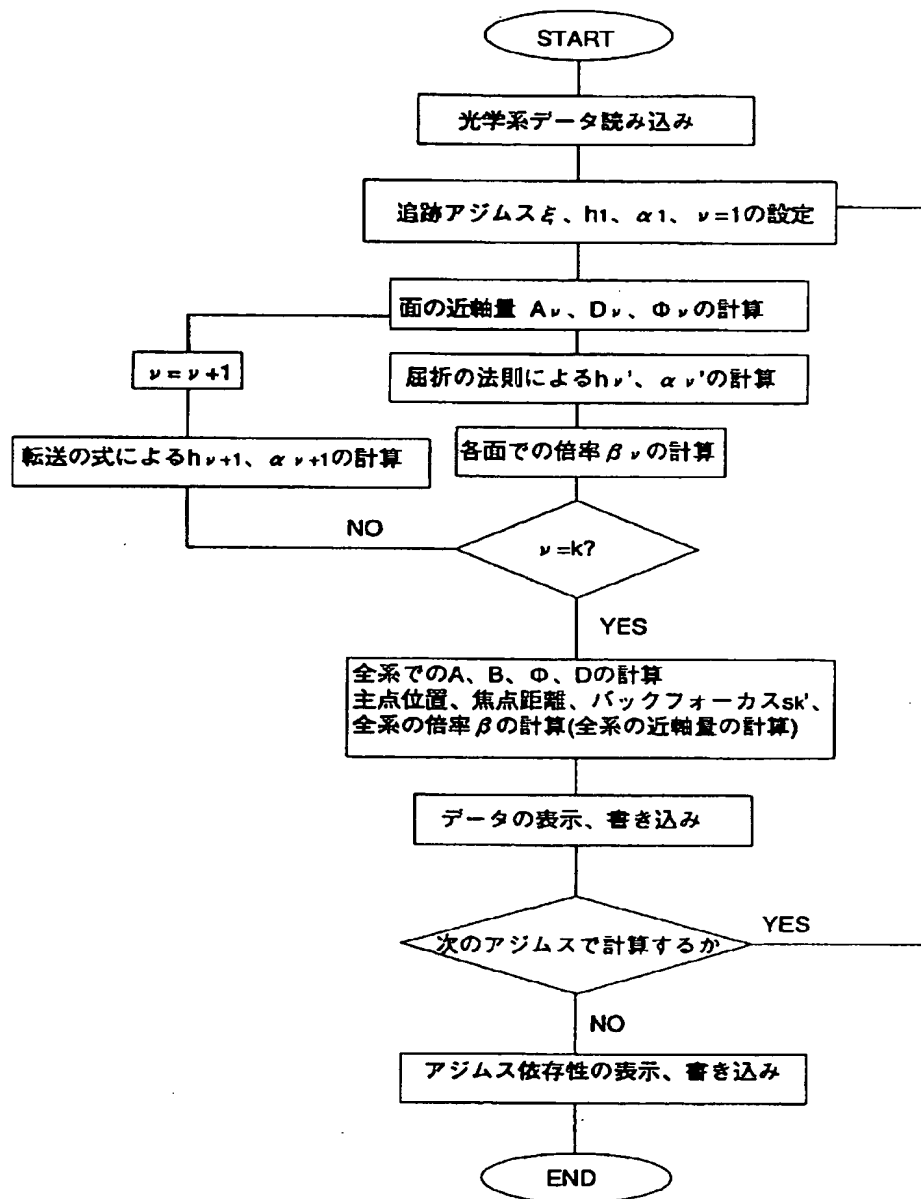 START
光学系データ読み込み
追跡アジムスξ、h1、α1、ν=1の設定
面の近軸量 Aν、Dν、Φνの計算
ν=ν+1
屈折の法則によるhν'、αν'の計算
転送の式によるhν+1、αν+1の計算
各面での倍率βνの計算
NO
ν=k?
YES
全系でのA、B、Φ、Dの計算
主点位置、焦点距離、バックフォーカスsk'、
全系の倍率βの計算(全系の近軸量の計算)
データの表示、書き込み
次のアジムスで計算するか
YES
NO
アジムス依存性の表示、書き込み
END